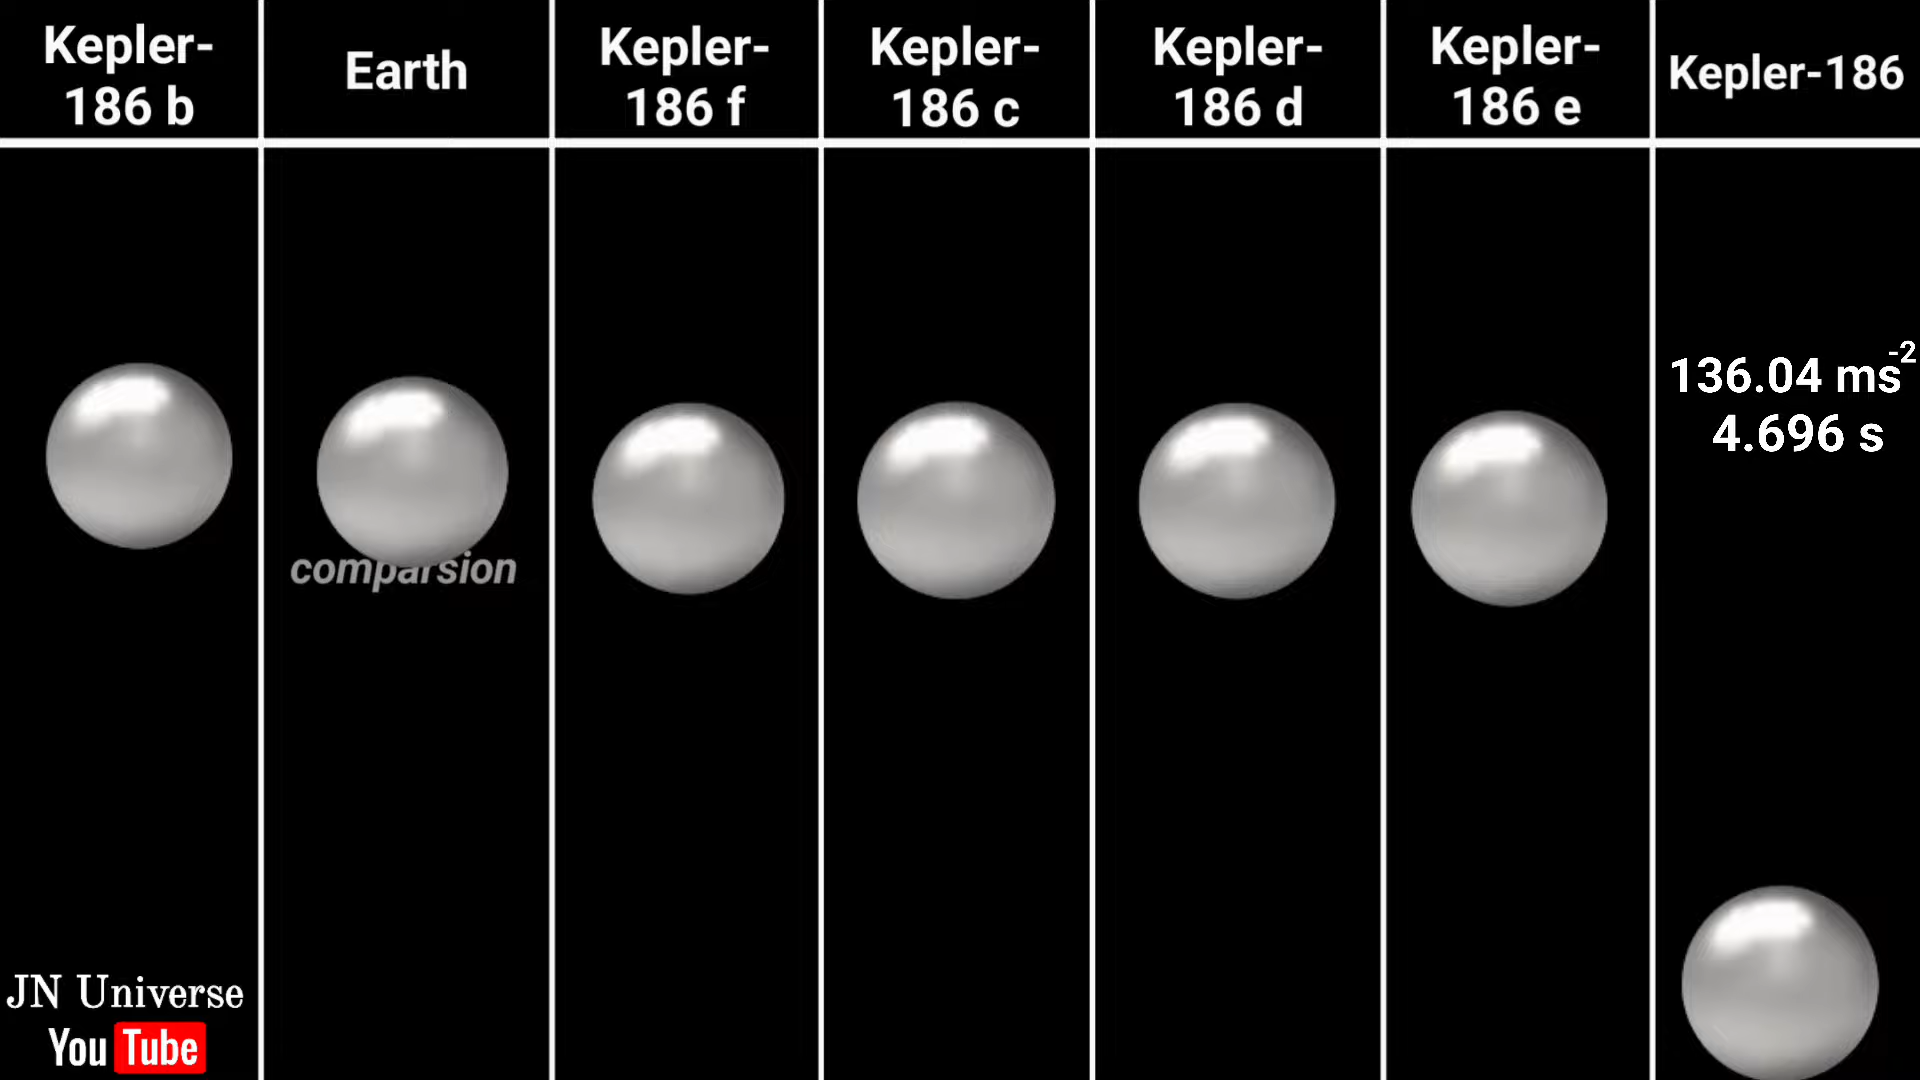 Kepler-
186 b
Earth
Kepler-
186 f
Kepler-
186 c
Kepler-
186 d
Kepler-
186 e
Kepler-186
136.04 ms-2
4.696 s
comparsion
JN Universe
YouTube